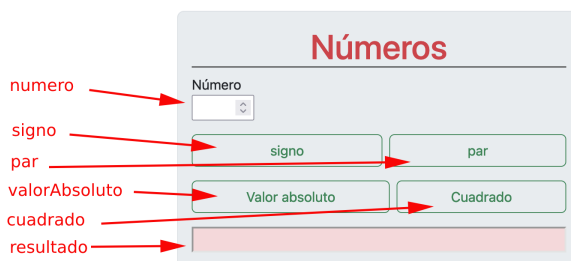 Números
numero
Número
signo
signo
par
par
valorAbsoluto
Valor absoluto
Cuadrado
cuadrado
resultado